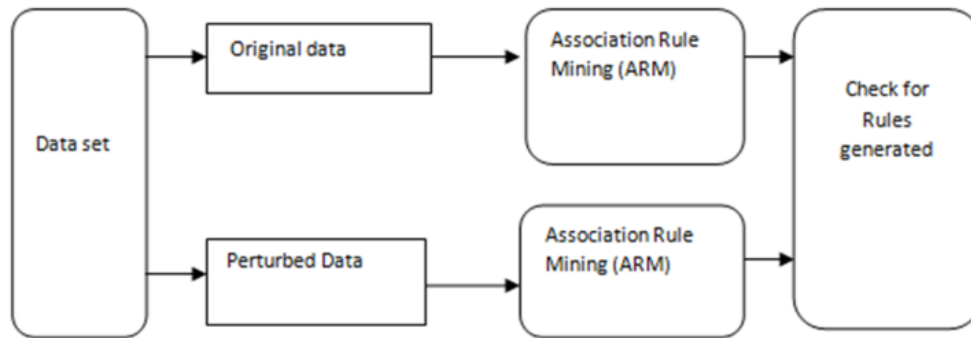 Data set
Original data
Association Rule
Mining (ARM)
Perturbed Data
Association Rule
Mining (ARM)
Check for
Rules
generated